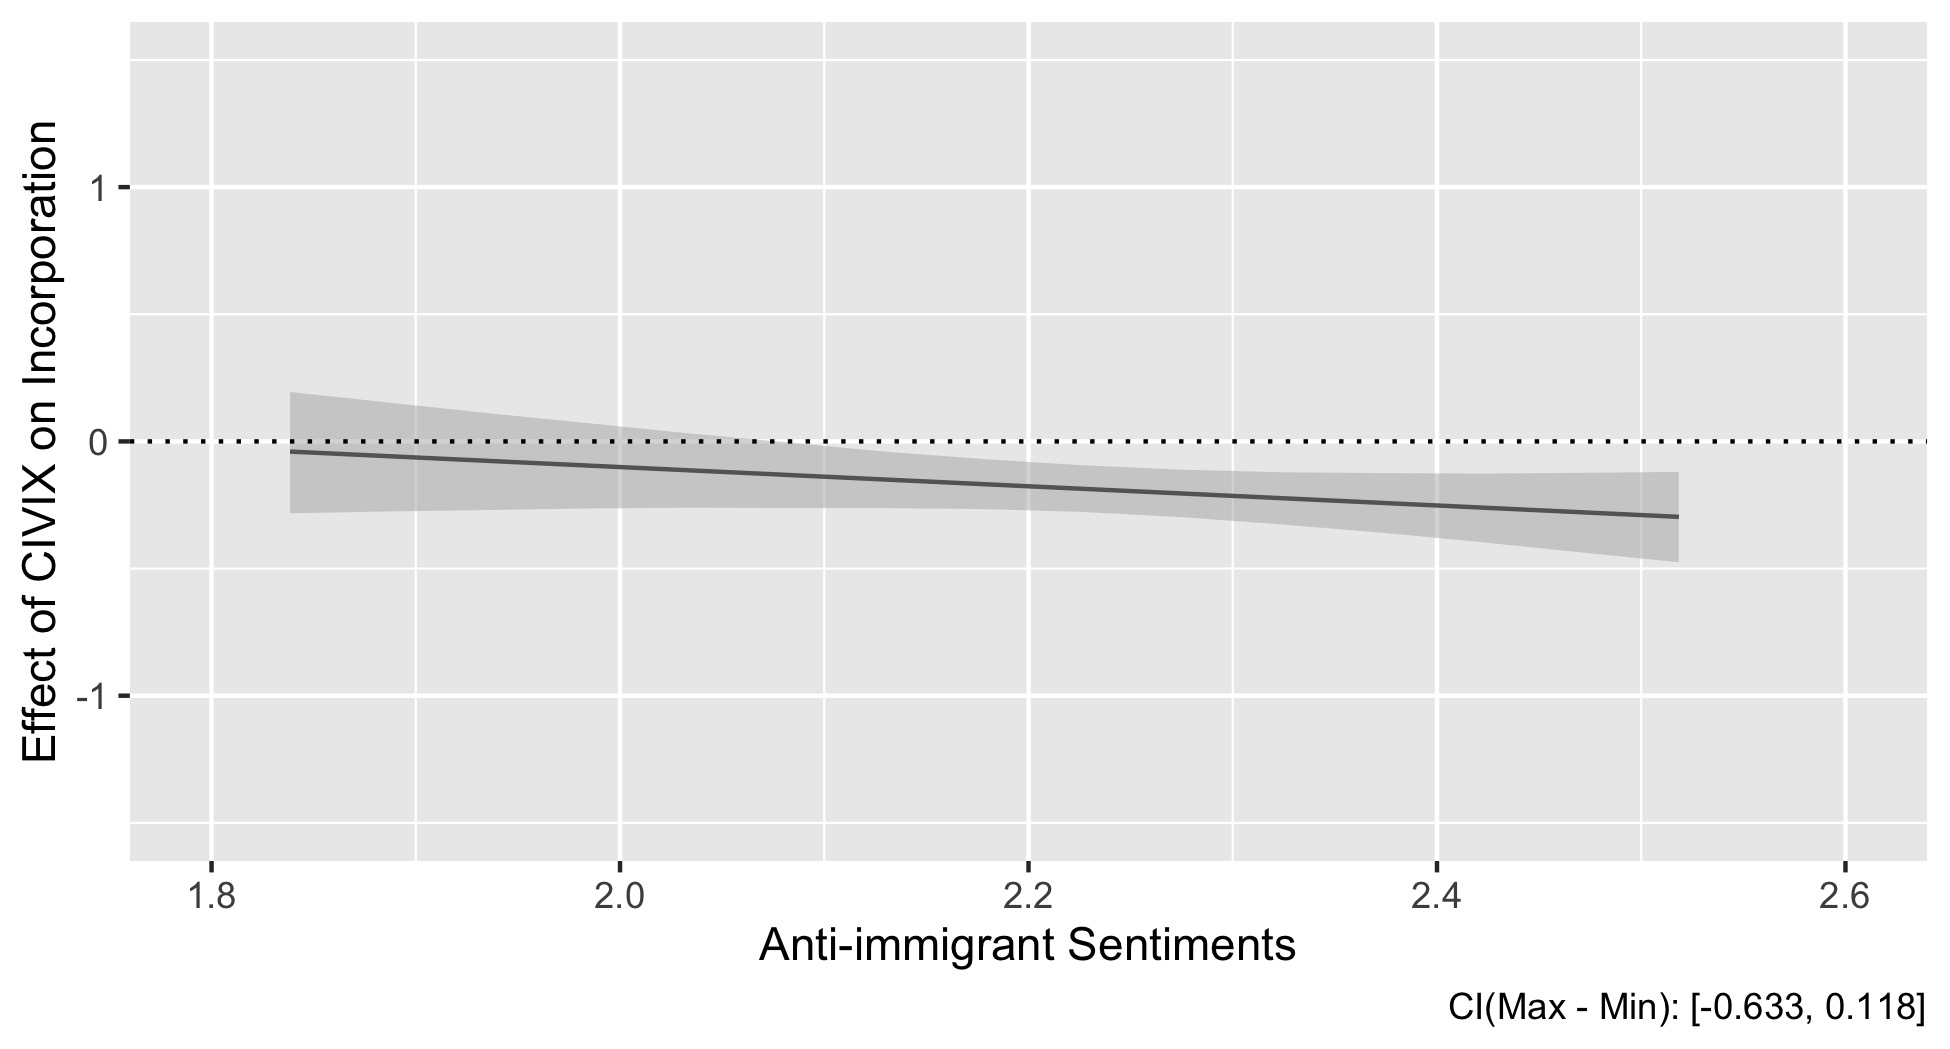 Effect of CIVIX on Incorporation
1
0
-1
1.8 2.0 2.2 2.4 2.6
Anti-immigrant Sentiments
CI(Max - Min): [-0.633, 0.118]